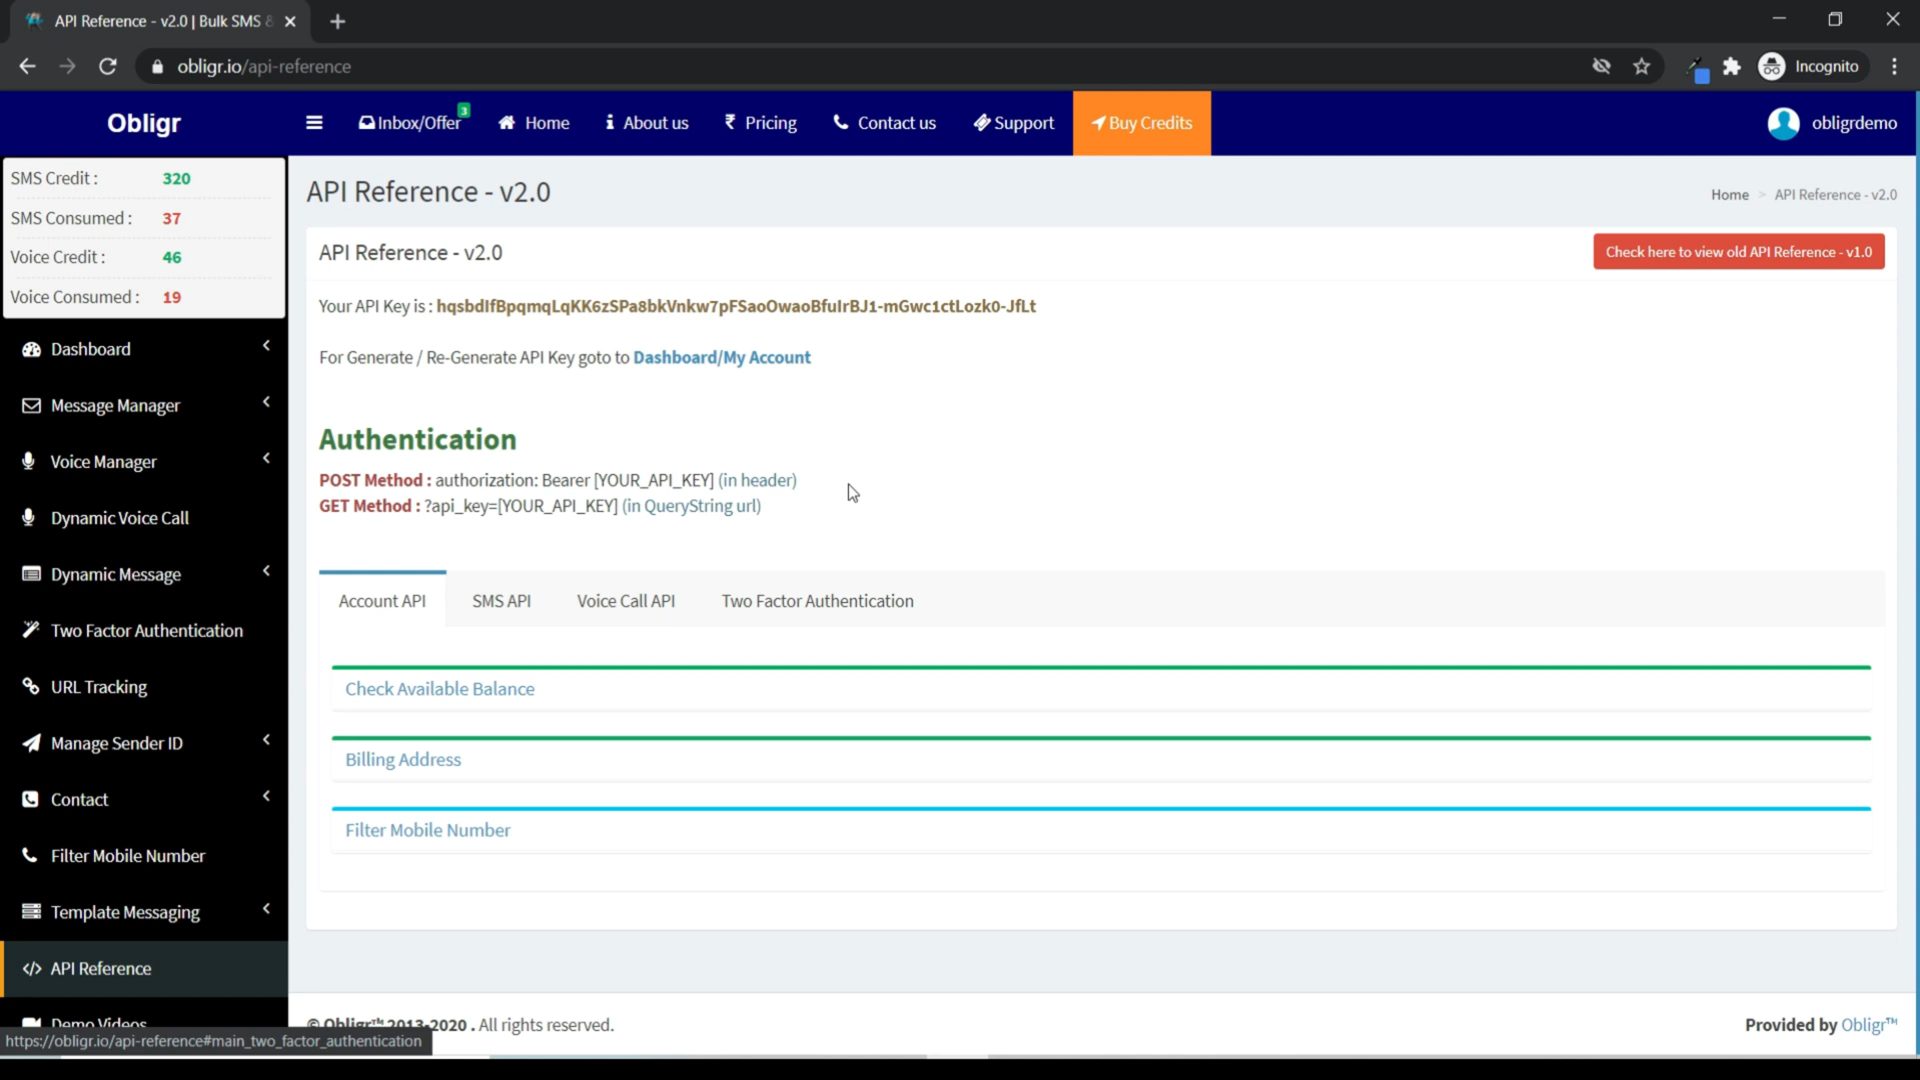 API Reference - v2.0 | Bulk SMS &
obligr.io/api-reference
Incognito
Obligr
Inbox/Offer
3
Home
About us
Pricing
Contact us
Support
Buy Credits
obligrdemo
SMS Credit : 320
SMS Consumed : 37
Voice Credit : 46
Voice Consumed : 19
Dashboard
Message Manager
Voice Manager
Dynamic Voice Call
Dynamic Message
Two Factor Authentication
URL Tracking
Manage Sender ID
Contact
Filter Mobile Number
Template Messaging
API Reference
Demo Videos
https://obligr.io/api-reference#main_two_factor_authentication
API Reference - v2.0
Home > API Reference - v2.0
API Reference - v2.0
Check here to view old API Reference - v1.0
Your API Key is : hqsbdIfBpqmqLqKK6zSPa8bkVnkw7pFSaoOwaoBfuIrBJ1-mGwc1ctLozk0-JfLt
For Generate / Re-Generate API Key goto to Dashboard/My Account
Authentication
POST Method : authorization: Bearer [YOUR_API_KEY] (in header)
GET Method : ?api_key=[YOUR_API_KEY] (in QueryString url)
Account API
SMS API
Voice Call API
Two Factor Authentication
Check Available Balance
Billing Address
Filter Mobile Number
© Obligr™ 2013-2020 . All rights reserved.
Provided by Obligr™